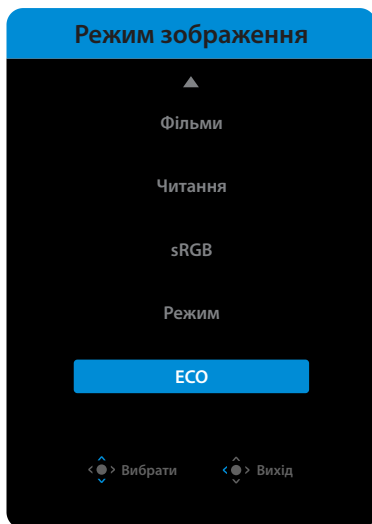 Режим зображення
Фільми
Читання
sRGB
Режим
ECO
Вибрати Вихід